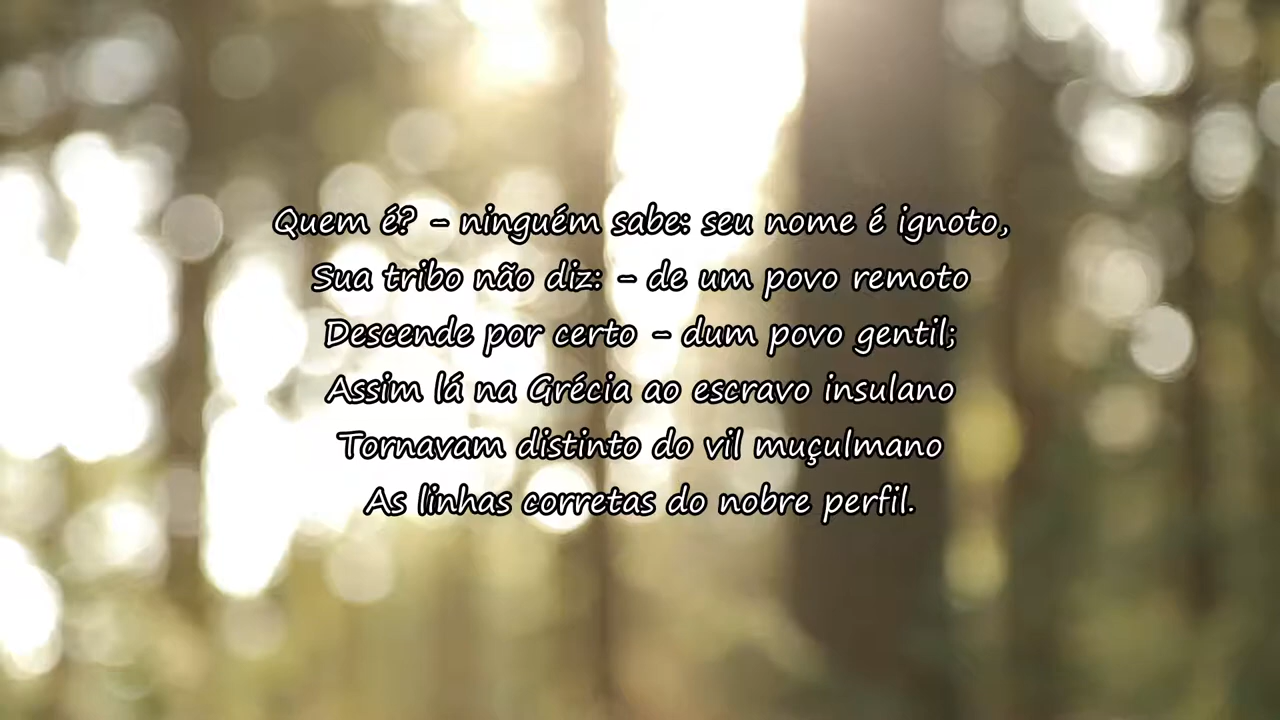 Quem é? - ninguém sabe: seu nome é ignoto,
Sua tribo não diz: - de um povo remoto
Descende por certo - dum povo gentil;
Assim lá na Grécia ao escravo insulano
Tornavam distinto do vil muçulmano
As linhas corretas do nobre perfil.